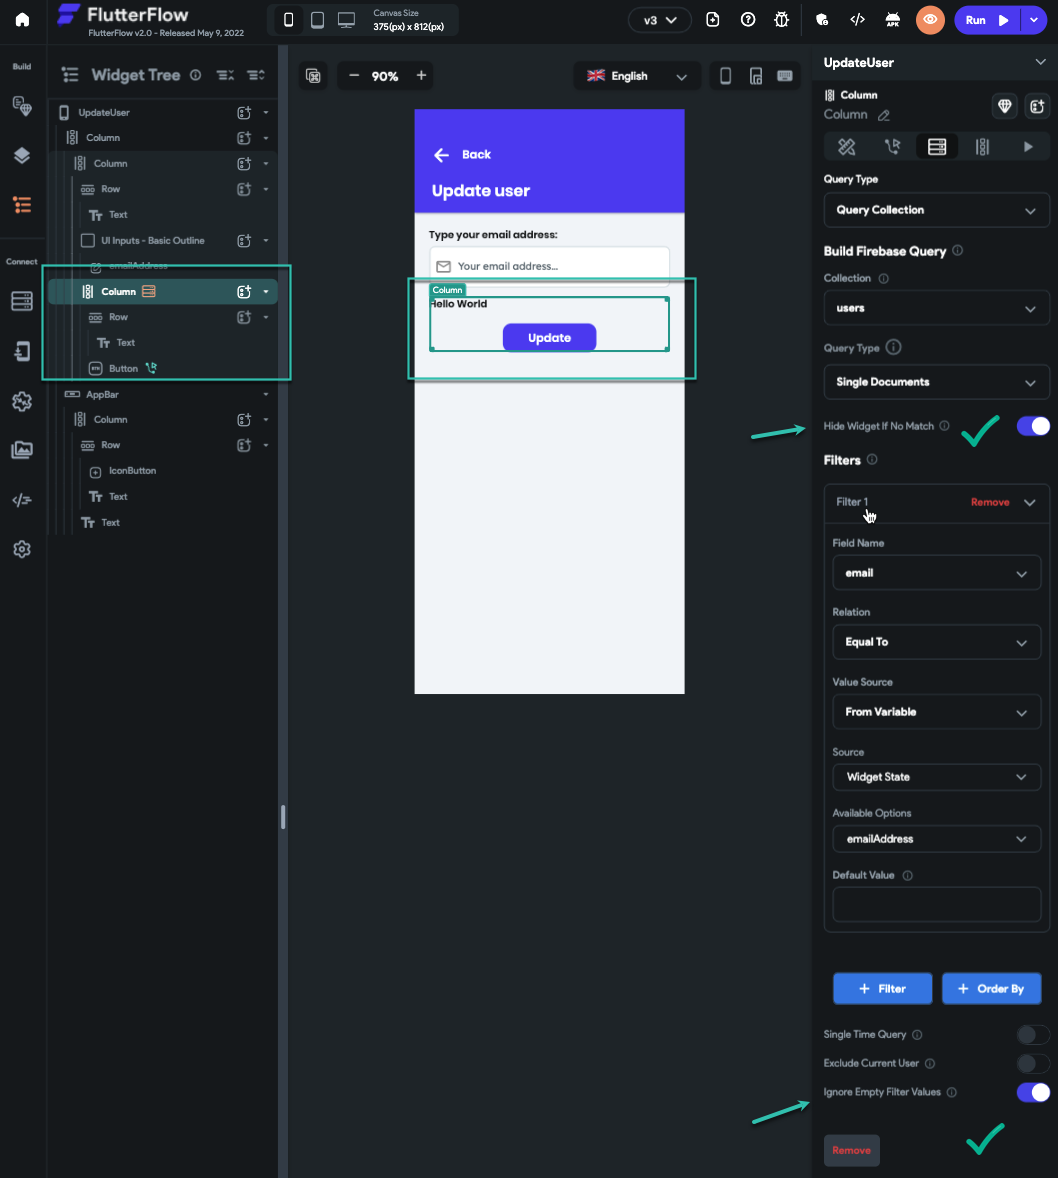 FlutterFlow
FlutterFlow v2.0 - Released May 9, 2022
Canvas Size
375(px) x 812(px)
v3
APK
Run
Build
Connect
Widget Tree
UpdateUser
Column
Column
Row
Text
UI Inputs - Basic Outline
emailAddress
Column
Row
Text
BTN
Button
AppBar
Column
Row
IconButton
Text
Text
90%
English
Back
Update user
Type your email address:
Your email address...
Column
Hello World
Update
UpdateUser
Column
Column
Query Type
Query Collection
Build Firebase Query
Collection
users
Query Type
Single Documents
Hide Widget If No Match
Filters
Filter 1
Remove
Field Name
email
Relation
Equal To
Value Source
From Variable
Source
Widget State
Available Options
emailAddress
Default Value
+ Filter
+ Order By
Single Time Query
Exclude Current User
Ignore Empty Filter Values
Remove